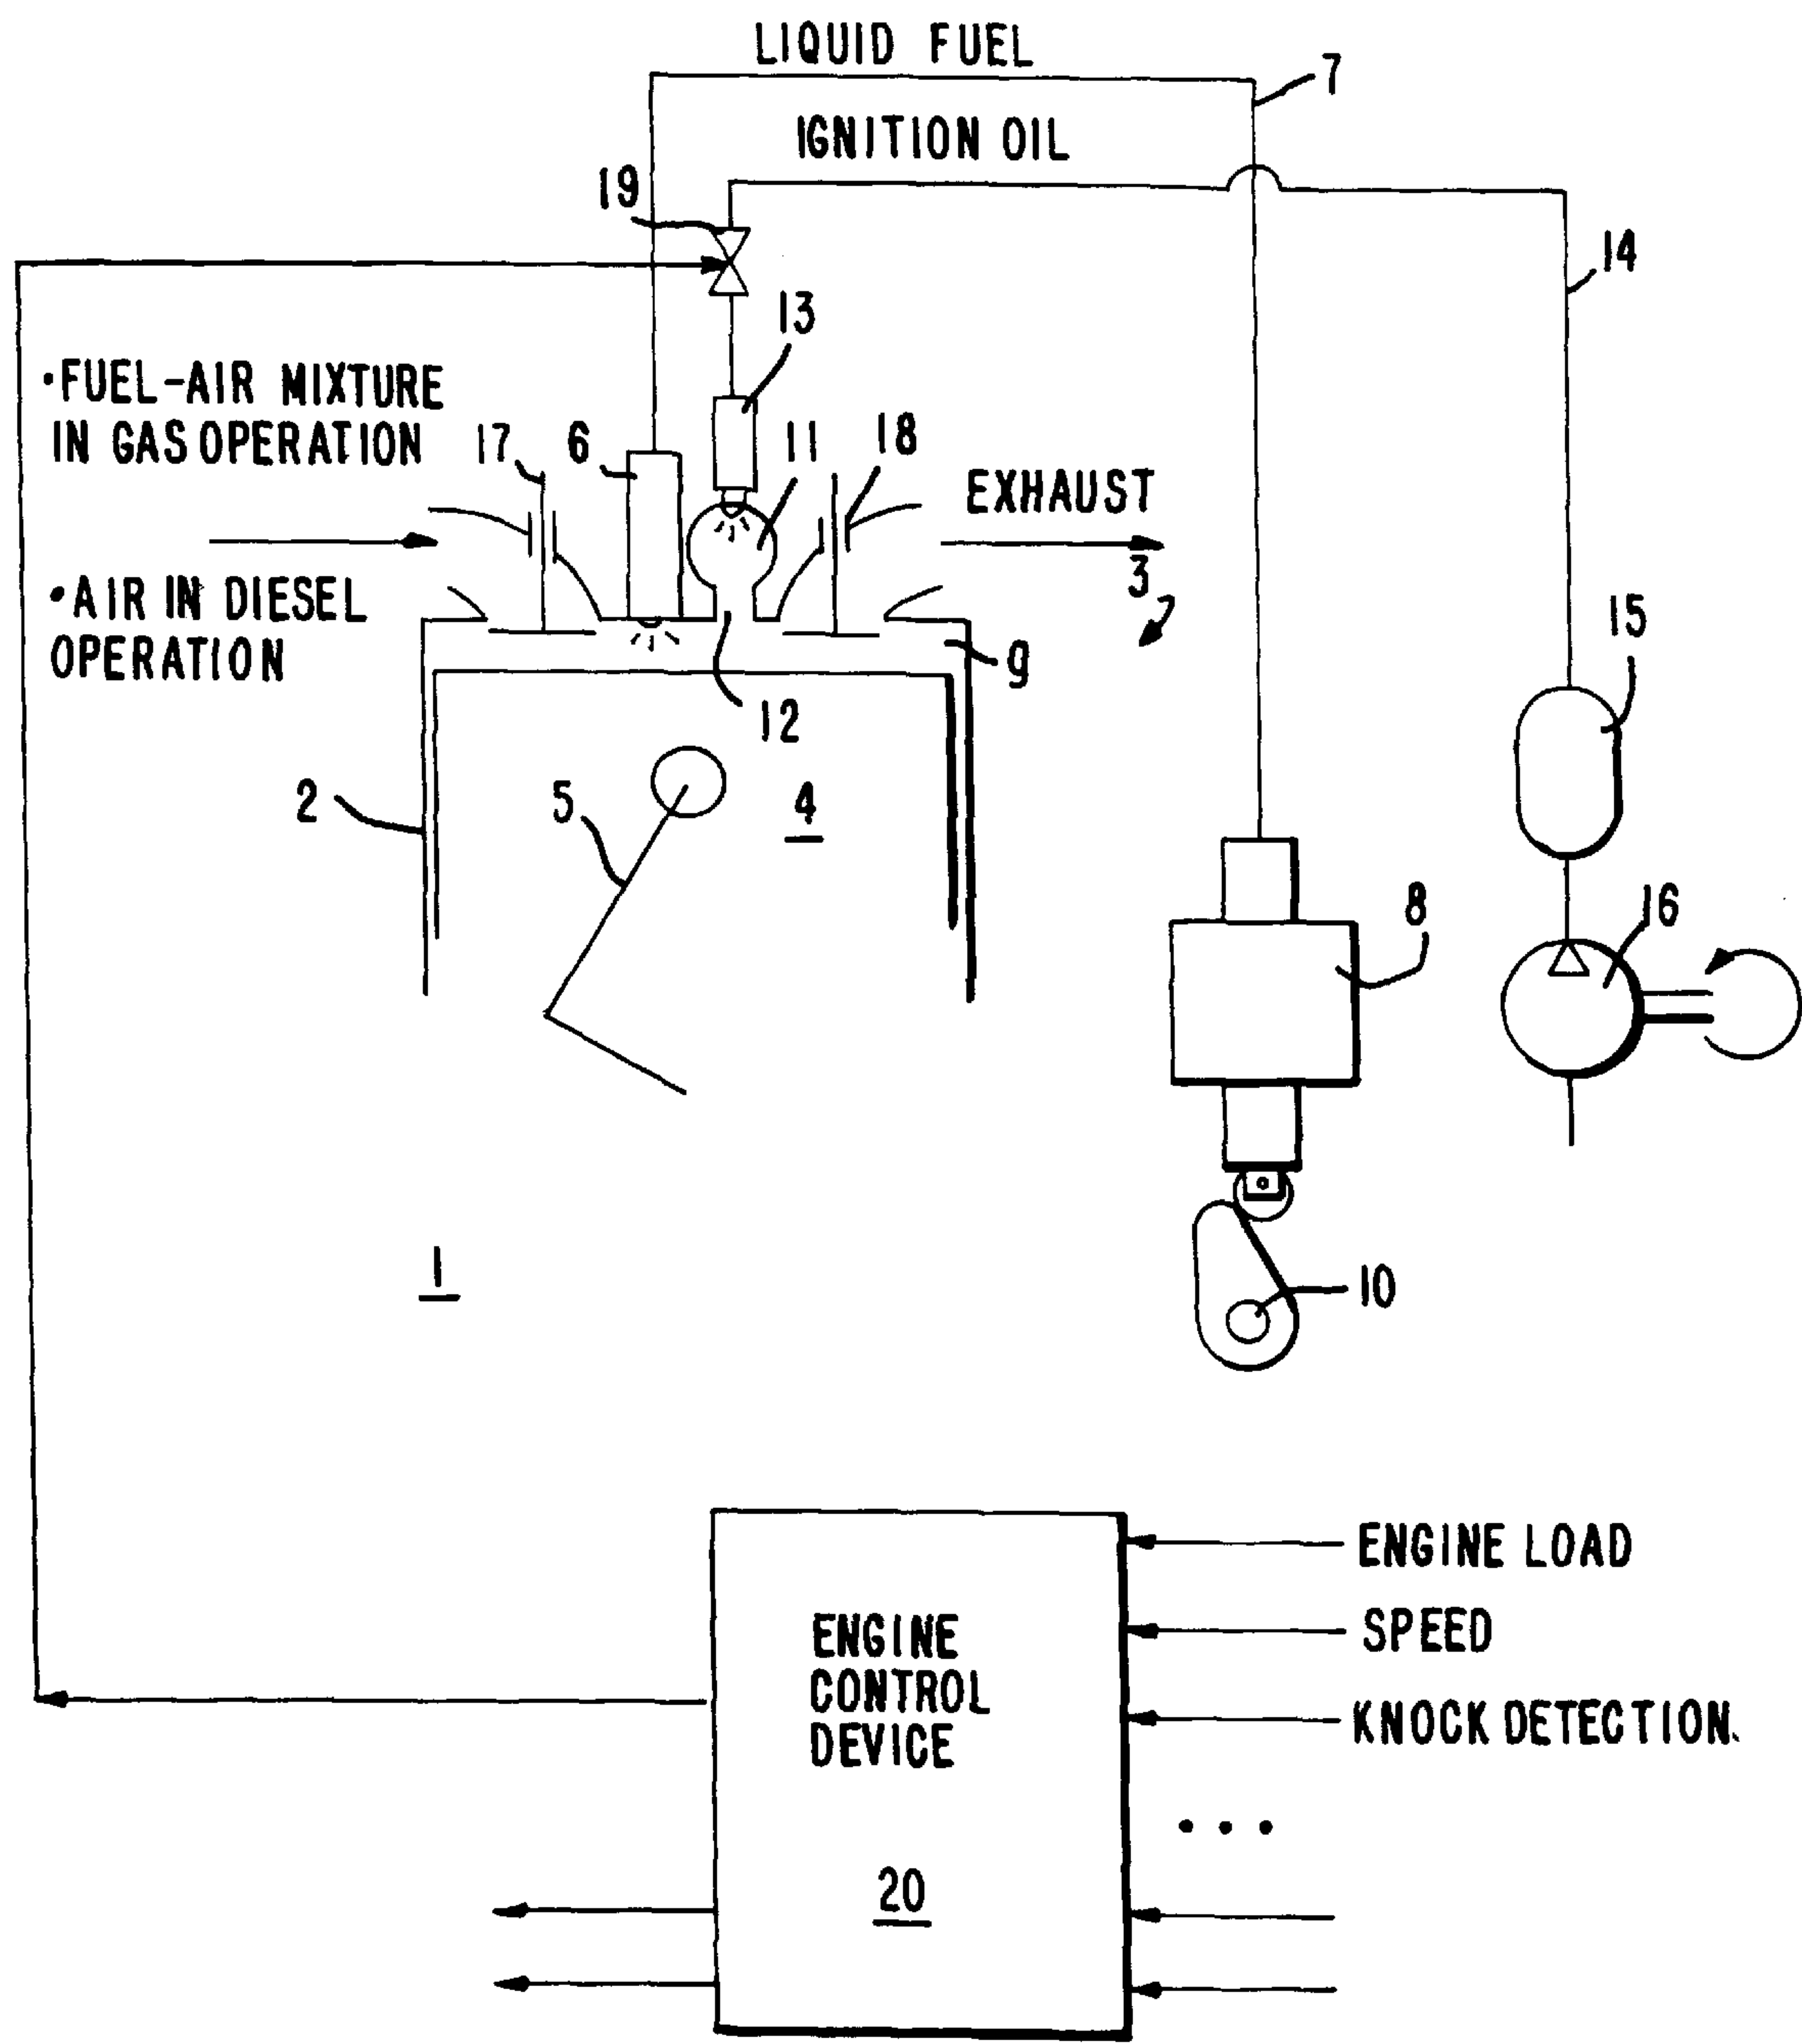 LIQUID FUEL
7
IGNITION OIL
19
14
13
•FUEL-AIR MIXTURE
IN GAS OPERATION
17
6
11
18
EXHAUST
3
•AIR IN DIESEL
OPERATION
15
9
12
2
5
4
8
16
1
10
ENGINE LOAD
ENGINE
CONTROL
DEVICE
SPEED
KNOCK DETECTION.
...
20